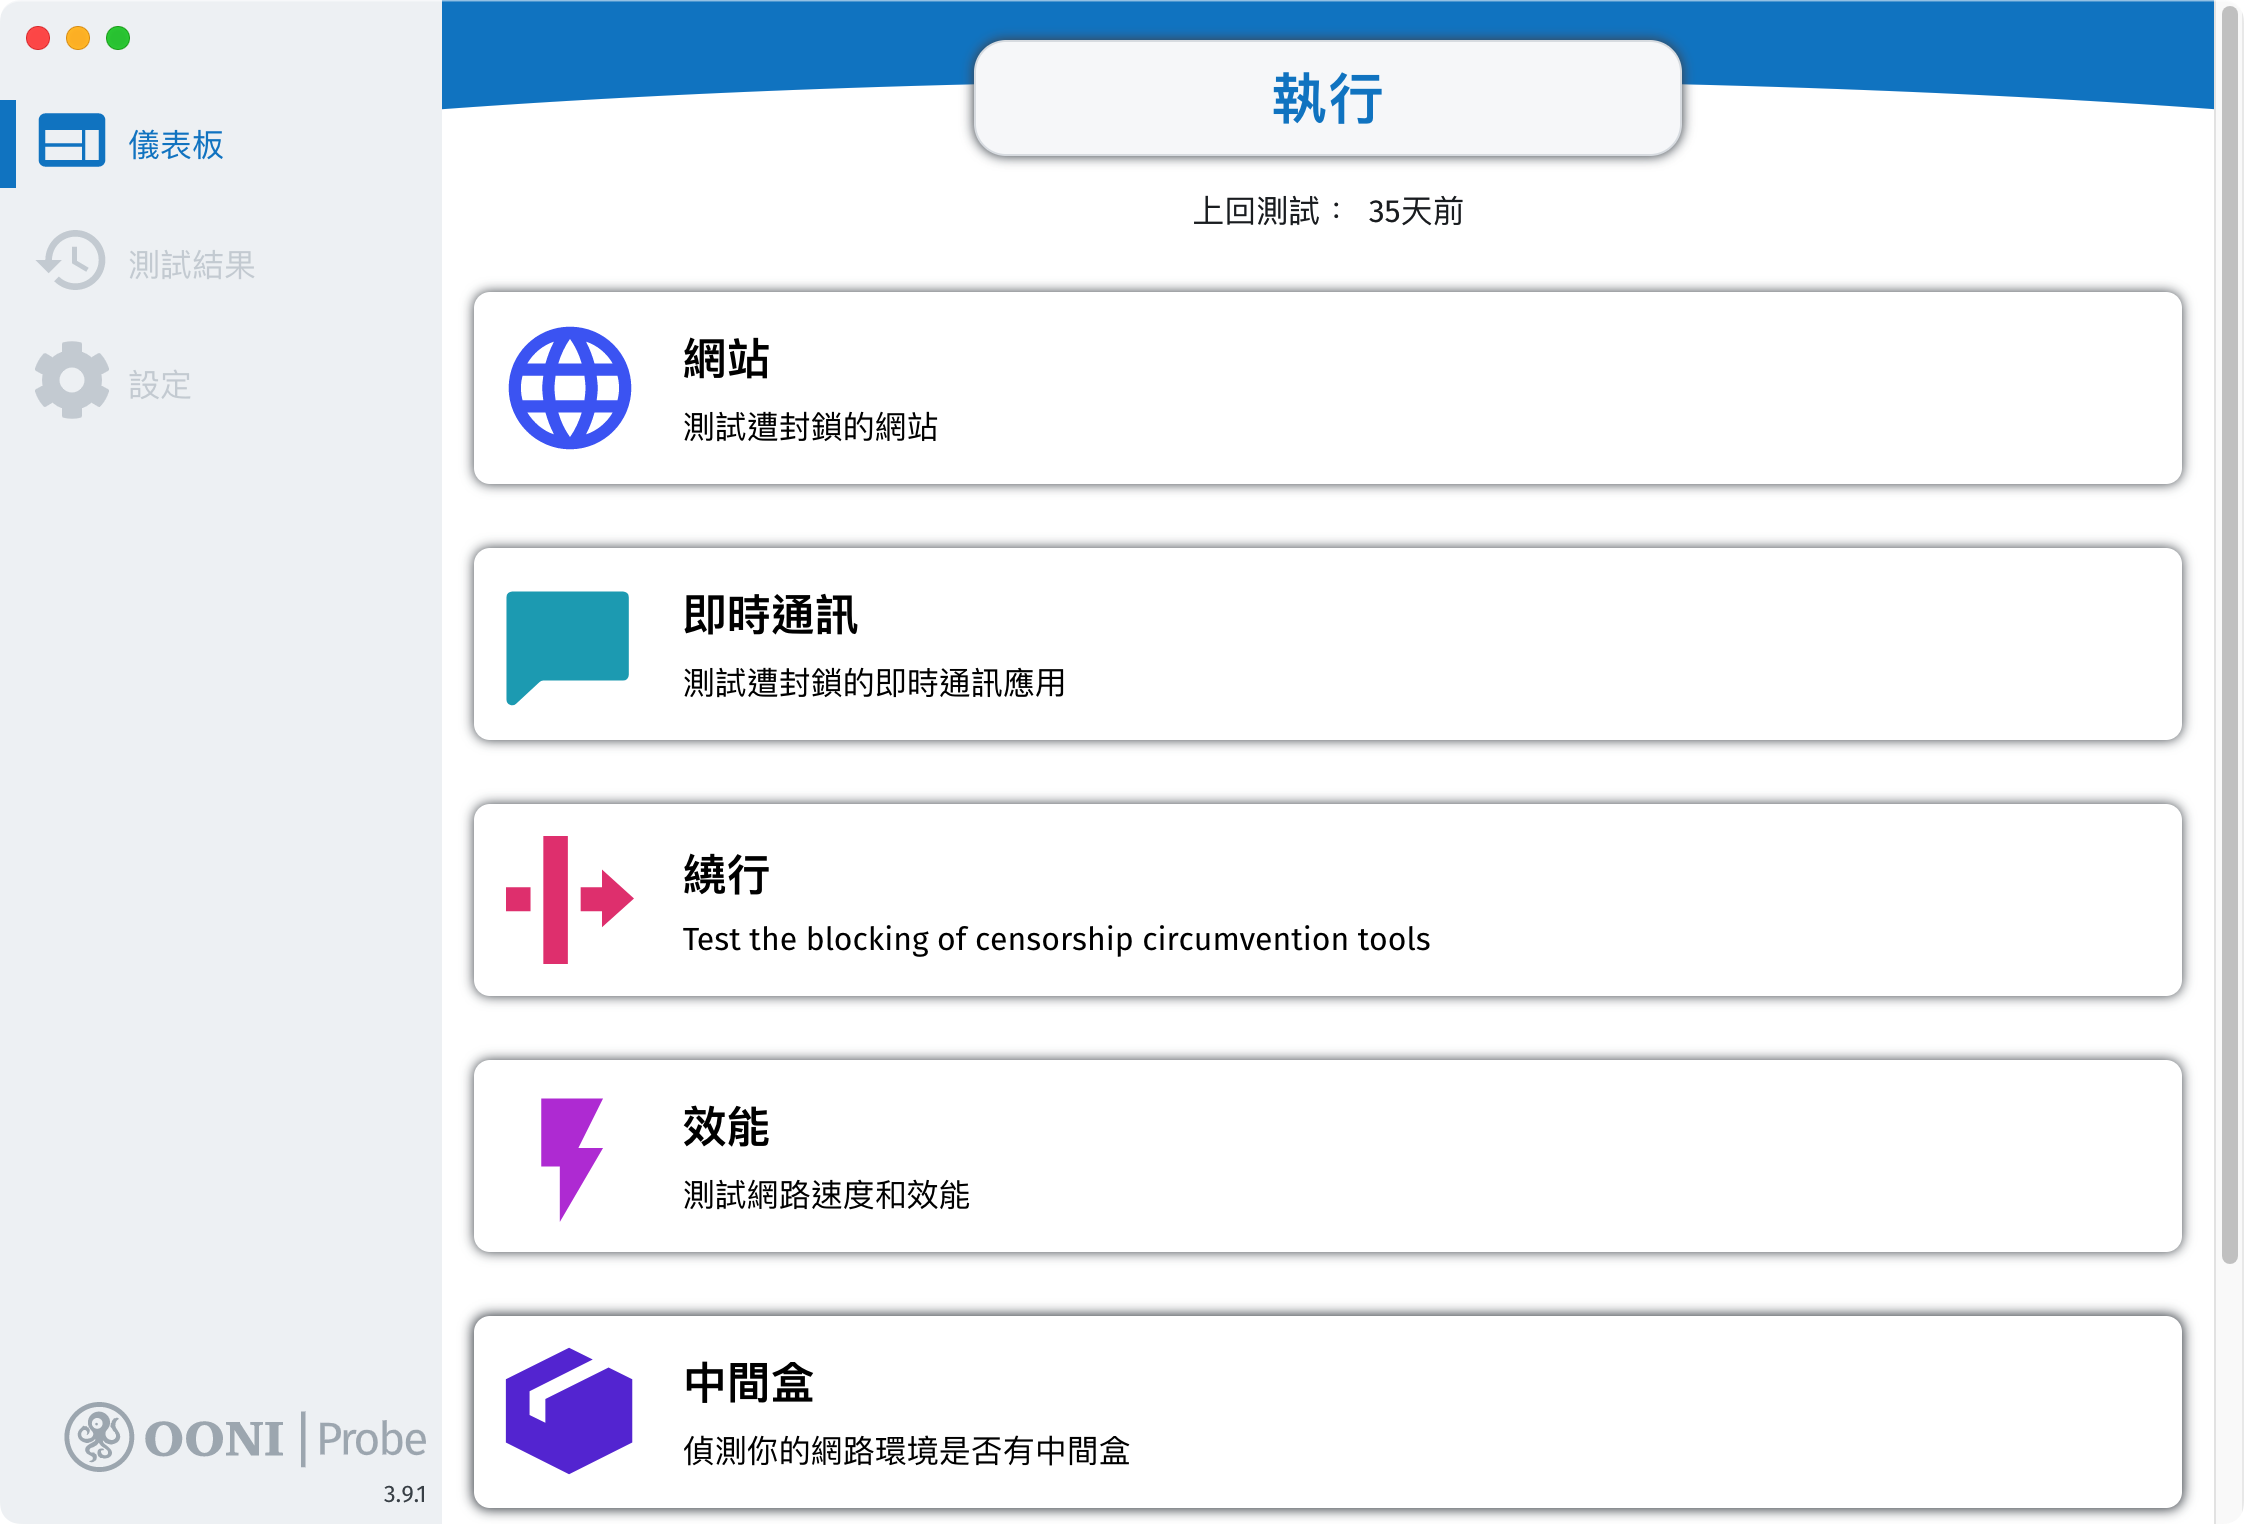 儀表板
測試結果
設定
OONI Probe
3.9.1
執行
上回測試： 35天前
網站
測試遭封鎖的網站
即時通訊
測試遭封鎖的即時通訊應用
繞行
Test the blocking of censorship circumvention tools
效能
測試網路速度和效能
中間盒
偵測你的網路環境是否有中間盒